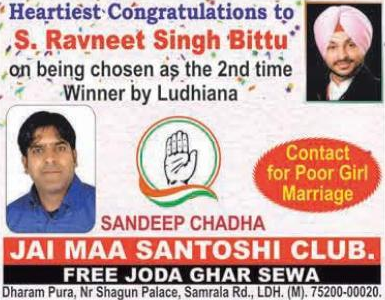 Heartiest Congratulations to
S. Ravneet Singh Bittu
on being chosen as the 2nd time
Winner by Ludhiana
Contact
for Poor Girl
Marriage
SANDEEP CHADHA
JAI MAA SANTOSHI CLUB.
FREE JODA GHAR SEWA
Dharam Pura, Nr Shagun Palace, Samrala Rd., LDH. (M). 75200-00020.